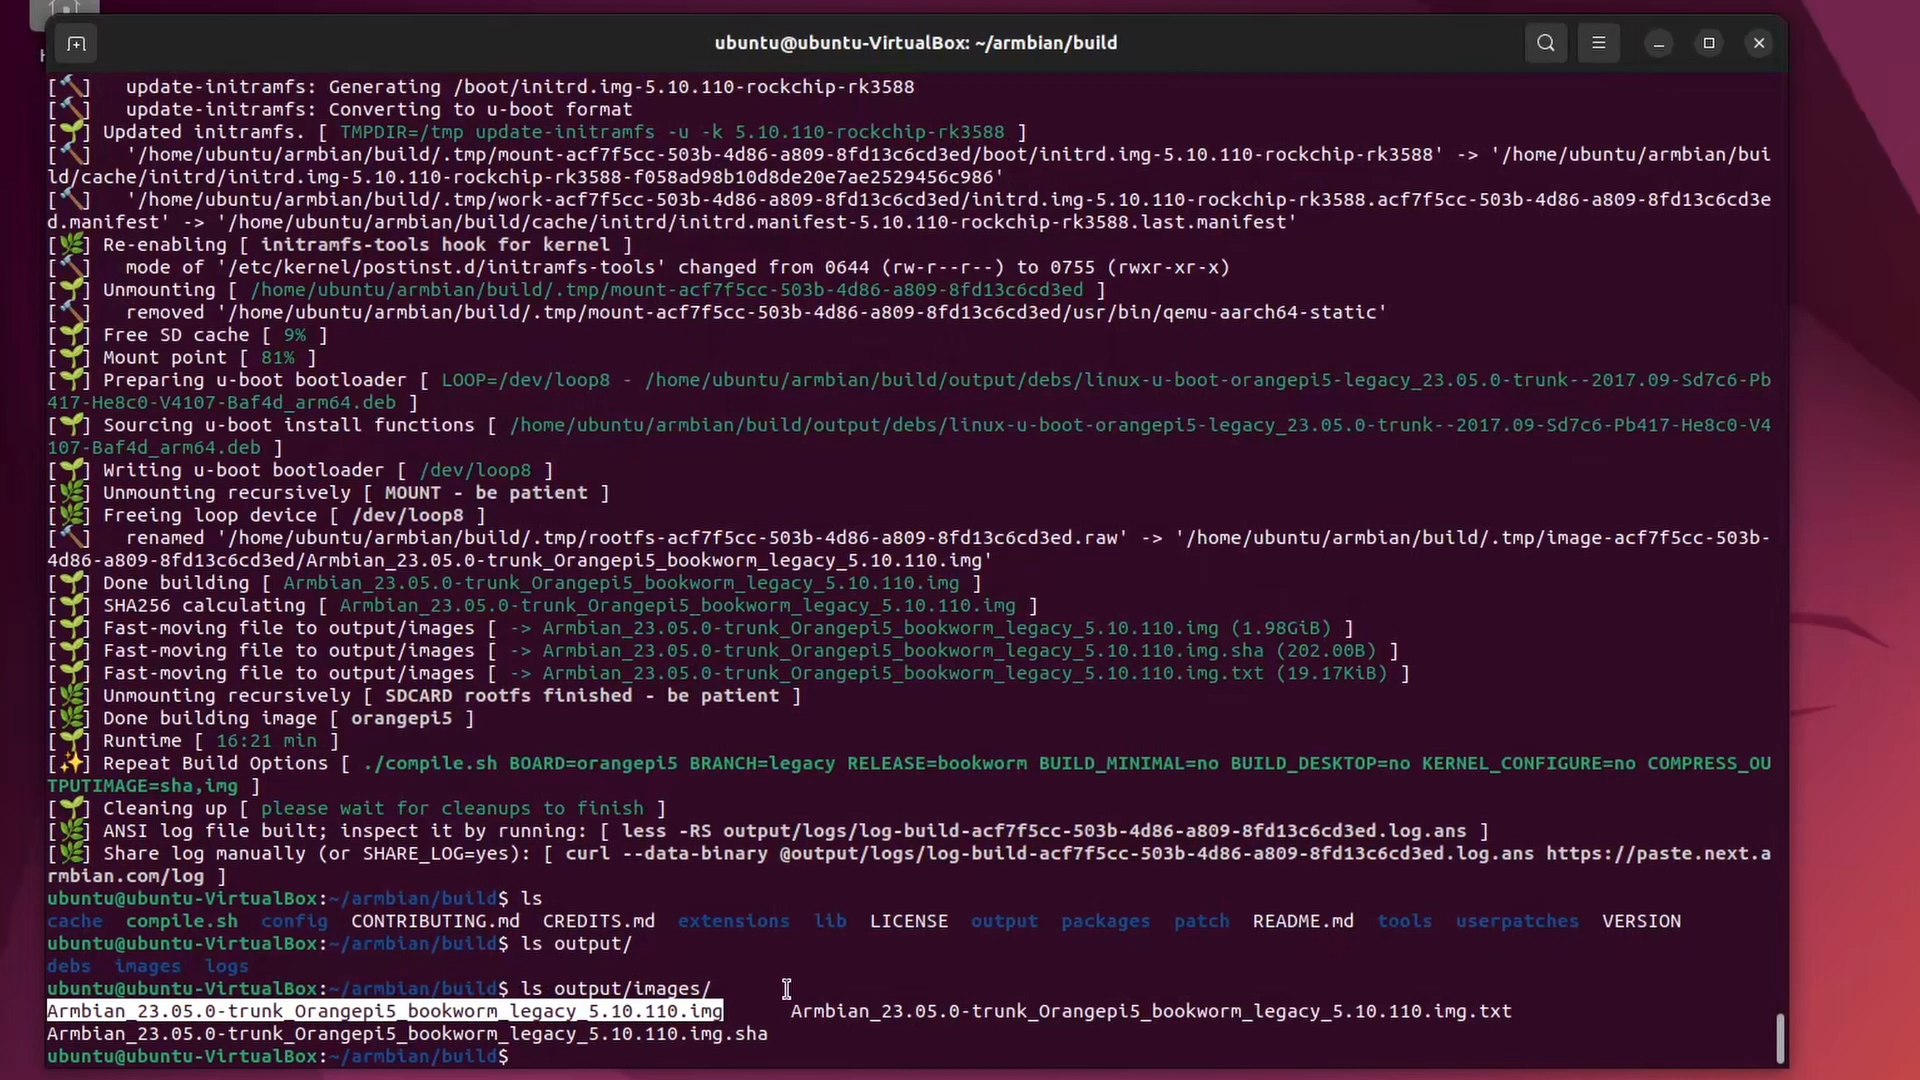 ubuntu@ubuntu-VirtualBox: ~/armbian/build
[🔨]   update-initramfs: Generating /boot/initrd.img-5.10.110-rockchip-rk3588
[🔨]   update-initramfs: Converting to u-boot format
[🌱] Updated initramfs. [ TMPDIR=/tmp update-initramfs -u -k 5.10.110-rockchip-rk3588 ]
[🔨]   '/home/ubuntu/armbian/build/.tmp/mount-acf7f5cc-503b-4d86-a809-8fd13c6cd3ed/boot/initrd.img-5.10.110-rockchip-rk3588' -> '/home/ubuntu/armbian/bui
ld/cache/initrd/initrd.img-5.10.110-rockchip-rk3588-f058ad98b10d8de20e7ae2529456c986'
[🔨]   '/home/ubuntu/armbian/build/.tmp/work-acf7f5cc-503b-4d86-a809-8fd13c6cd3ed/initrd.img-5.10.110-rockchip-rk3588.acf7f5cc-503b-4d86-a809-8fd13c6cd3e
d.manifest' -> '/home/ubuntu/armbian/build/cache/initrd/initrd.manifest-5.10.110-rockchip-rk3588.last.manifest'
[🌿] Re-enabling [ initramfs-tools hook for kernel ]
[🔨]   mode of '/etc/kernel/postinst.d/initramfs-tools' changed from 0644 (rw-r--r--) to 0755 (rwxr-xr-x)
[🌱] Unmounting [ /home/ubuntu/armbian/build/.tmp/mount-acf7f5cc-503b-4d86-a809-8fd13c6cd3ed ]
[🔨]   removed '/home/ubuntu/armbian/build/.tmp/mount-acf7f5cc-503b-4d86-a809-8fd13c6cd3ed/usr/bin/qemu-aarch64-static'
[🌱] Free SD cache [ 9% ]
[🌱] Mount point [ 81% ]
[🌱] Preparing u-boot bootloader [ LOOP=/dev/loop8 - /home/ubuntu/armbian/build/output/debs/linux-u-boot-orangepi5-legacy_23.05.0-trunk--2017.09-Sd7c6-Pb
417-He8c0-V4107-Baf4d_arm64.deb ]
[🌱] Sourcing u-boot install functions [ /home/ubuntu/armbian/build/output/debs/linux-u-boot-orangepi5-legacy_23.05.0-trunk--2017.09-Sd7c6-Pb417-He8c0-V4
107-Baf4d_arm64.deb ]
[🌱] Writing u-boot bootloader [ /dev/loop8 ]
[🌿] Unmounting recursively [ MOUNT - be patient ]
[🌿] Freeing loop device [ /dev/loop8 ]
[🔨]   renamed '/home/ubuntu/armbian/build/.tmp/rootfs-acf7f5cc-503b-4d86-a809-8fd13c6cd3ed.raw' -> '/home/ubuntu/armbian/build/.tmp/image-acf7f5cc-503b-
4d86-a809-8fd13c6cd3ed/Armbian_23.05.0-trunk_Orangepi5_bookworm_legacy_5.10.110.img'
[🌱] Done building [ Armbian_23.05.0-trunk_Orangepi5_bookworm_legacy_5.10.110.img ]
[🌱] SHA256 calculating [ Armbian_23.05.0-trunk_Orangepi5_bookworm_legacy_5.10.110.img ]
[🌱] Fast-moving file to output/images [ -> Armbian_23.05.0-trunk_Orangepi5_bookworm_legacy_5.10.110.img (1.98GiB) ]
[🌱] Fast-moving file to output/images [ -> Armbian_23.05.0-trunk_Orangepi5_bookworm_legacy_5.10.110.img.sha (202.00B) ]
[🌱] Fast-moving file to output/images [ -> Armbian_23.05.0-trunk_Orangepi5_bookworm_legacy_5.10.110.img.txt (19.17KiB) ]
[🌿] Unmounting recursively [ SDCARD rootfs finished - be patient ]
[🌿] Done building image [ orangepi5 ]
[🌱] Runtime [ 16:21 min ]
[✨] Repeat Build Options [ ./compile.sh BOARD=orangepi5 BRANCH=legacy RELEASE=bookworm BUILD_MINIMAL=no BUILD_DESKTOP=no KERNEL_CONFIGURE=no COMPRESS_OU
TPUTIMAGE=sha,img ]
[🌱] Cleaning up [ please wait for cleanups to finish ]
[🌿] ANSI log file built; inspect it by running: [ less -RS output/logs/log-build-acf7f5cc-503b-4d86-a809-8fd13c6cd3ed.log.ans ]
[🌿] Share log manually (or SHARE_LOG=yes): [ curl --data-binary @output/logs/log-build-acf7f5cc-503b-4d86-a809-8fd13c6cd3ed.log.ans https://paste.next.a
rmbian.com/log ]
ubuntu@ubuntu-VirtualBox:~/armbian/build$ ls
cache  compile.sh  config  CONTRIBUTING.md  CREDITS.md  extensions  lib  LICENSE  output  packages  patch  README.md  tools  userpatches  VERSION
ubuntu@ubuntu-VirtualBox:~/armbian/build$ ls output/
debs  images  logs
ubuntu@ubuntu-VirtualBox:~/armbian/build$ ls output/images/
Armbian_23.05.0-trunk_Orangepi5_bookworm_legacy_5.10.110.img      Armbian_23.05.0-trunk_Orangepi5_bookworm_legacy_5.10.110.img.txt
Armbian_23.05.0-trunk_Orangepi5_bookworm_legacy_5.10.110.img.sha
ubuntu@ubuntu-VirtualBox:~/armbian/build$